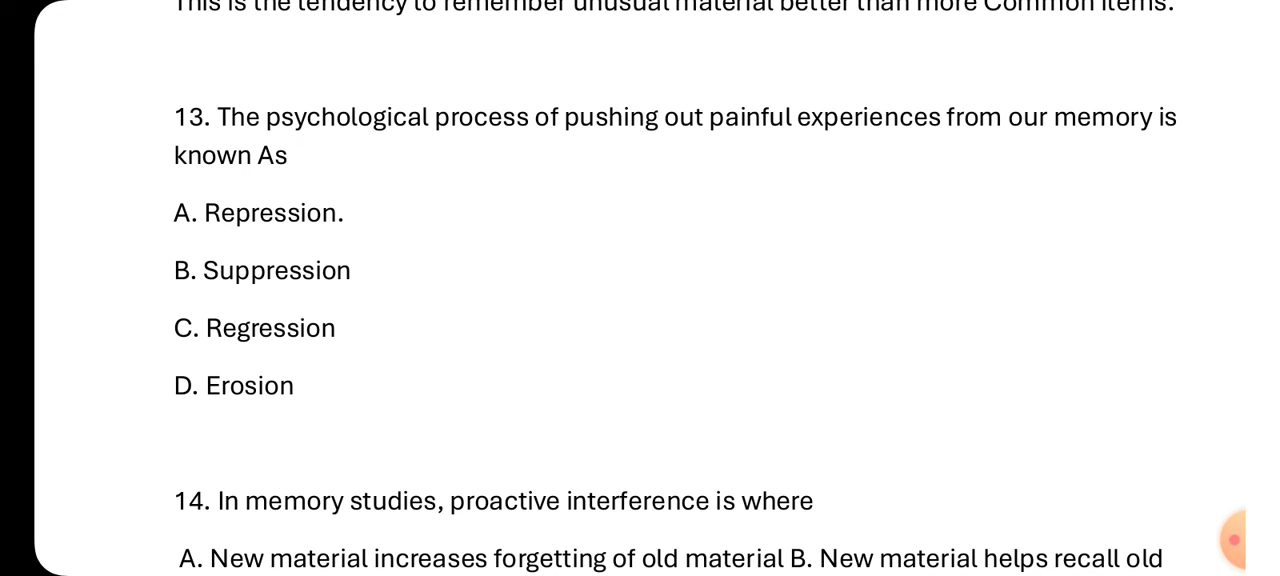 This is the tendency to remember unusual material better than more Common items.
13. The psychological process of pushing out painful experiences from our memory is
known As
A. Repression.
B. Suppression
C. Regression
D. Erosion
14. In memory studies, proactive interference is where
A. New material increases forgetting of old material B. New material helps recall old